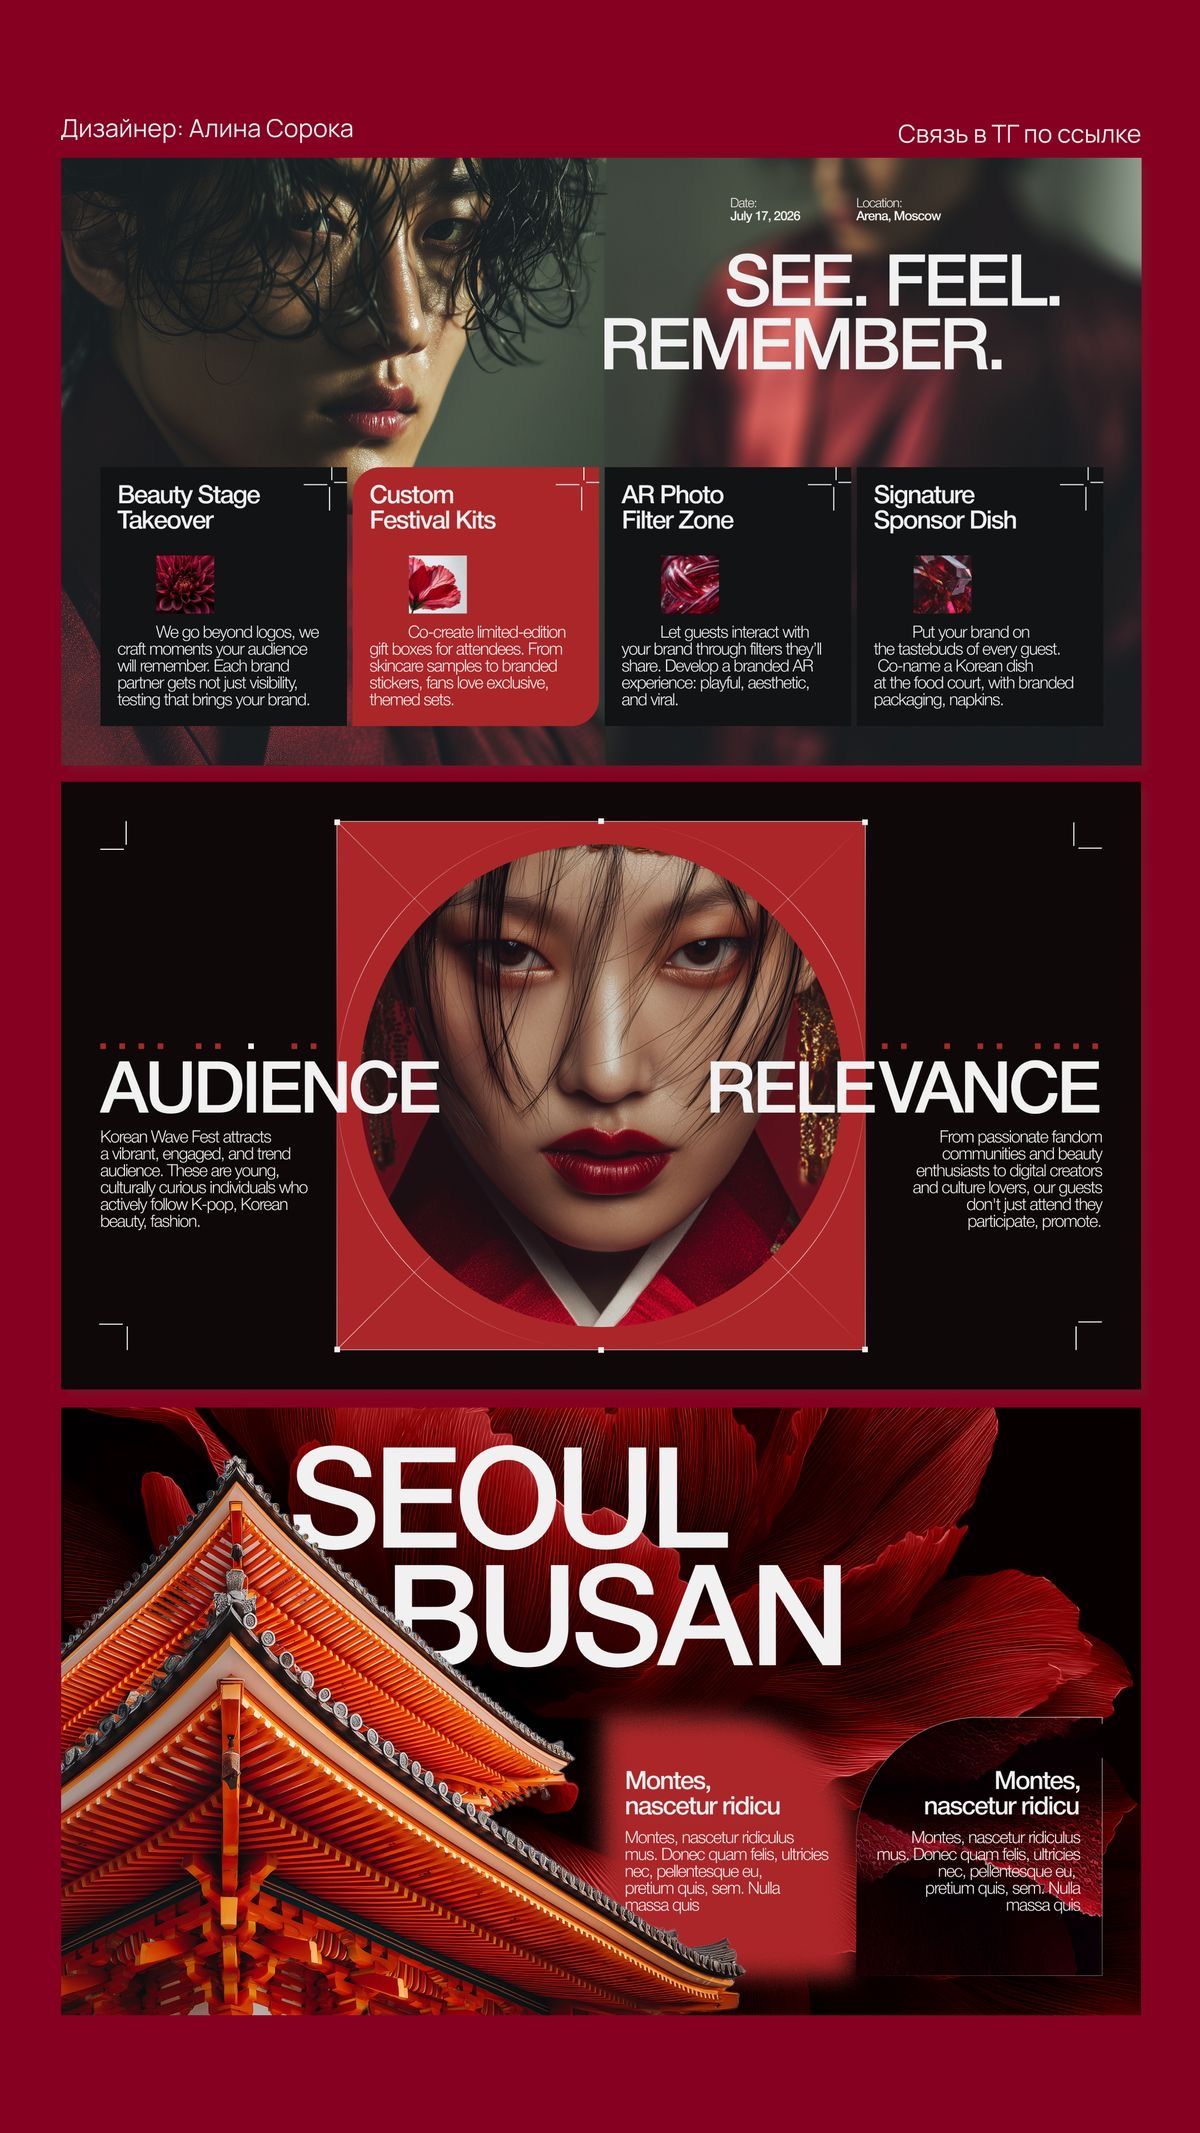 Дизайнер: Алина Сорока
Связь в ТГ по ссылке
Date:
July 17, 2026
Location:
Arena, Moscow
SEE. FEEL.
REMEMBER.
Beauty Stage
Takeover
We go beyond logos, we
craft moments your audience
will remember. Each brand
partner gets not just visibility,
testing that brings your brand.
Custom
Festival Kits
Co-create limited-edition
gift boxes for attendees. From
skincare samples to branded
stickers, fans love exclusive,
themed sets.
AR Photo
Filter Zone
Let guests interact with
your brand through filters they'll
share. Develop a branded AR
experience: playful, aesthetic,
and viral.
Signature
Sponsor Dish
Put your brand on
the tastebuds of every guest.
Co-name a Korean dish
at the food court, with branded
packaging, napkins.
AUDIENCE
Korean Wave Fest attracts
a vibrant, engaged, and trend
audience. These are young,
culturally curious individuals who
actively follow K-pop, Korean
beauty, fashion.
RELEVANCE
From passionate fandom
communities and beauty
enthusiasts to digital creators
and culture lovers, our guests
don't just attend they
participate, promote.
SEOUL
BUSAN
Montes,
nascetur ridicu
Montes, nascetur ridiculus
mus. Donec quam felis, ultricies
nec, pellentesque eu,
pretium quis, sem. Nulla
massa quis
Montes,
nascetur ridicu
Montes, nascetur ridiculus
mus. Donec quam felis, ultricies
nec, pellentesque eu,
pretium quis, sem. Nulla
massa quis